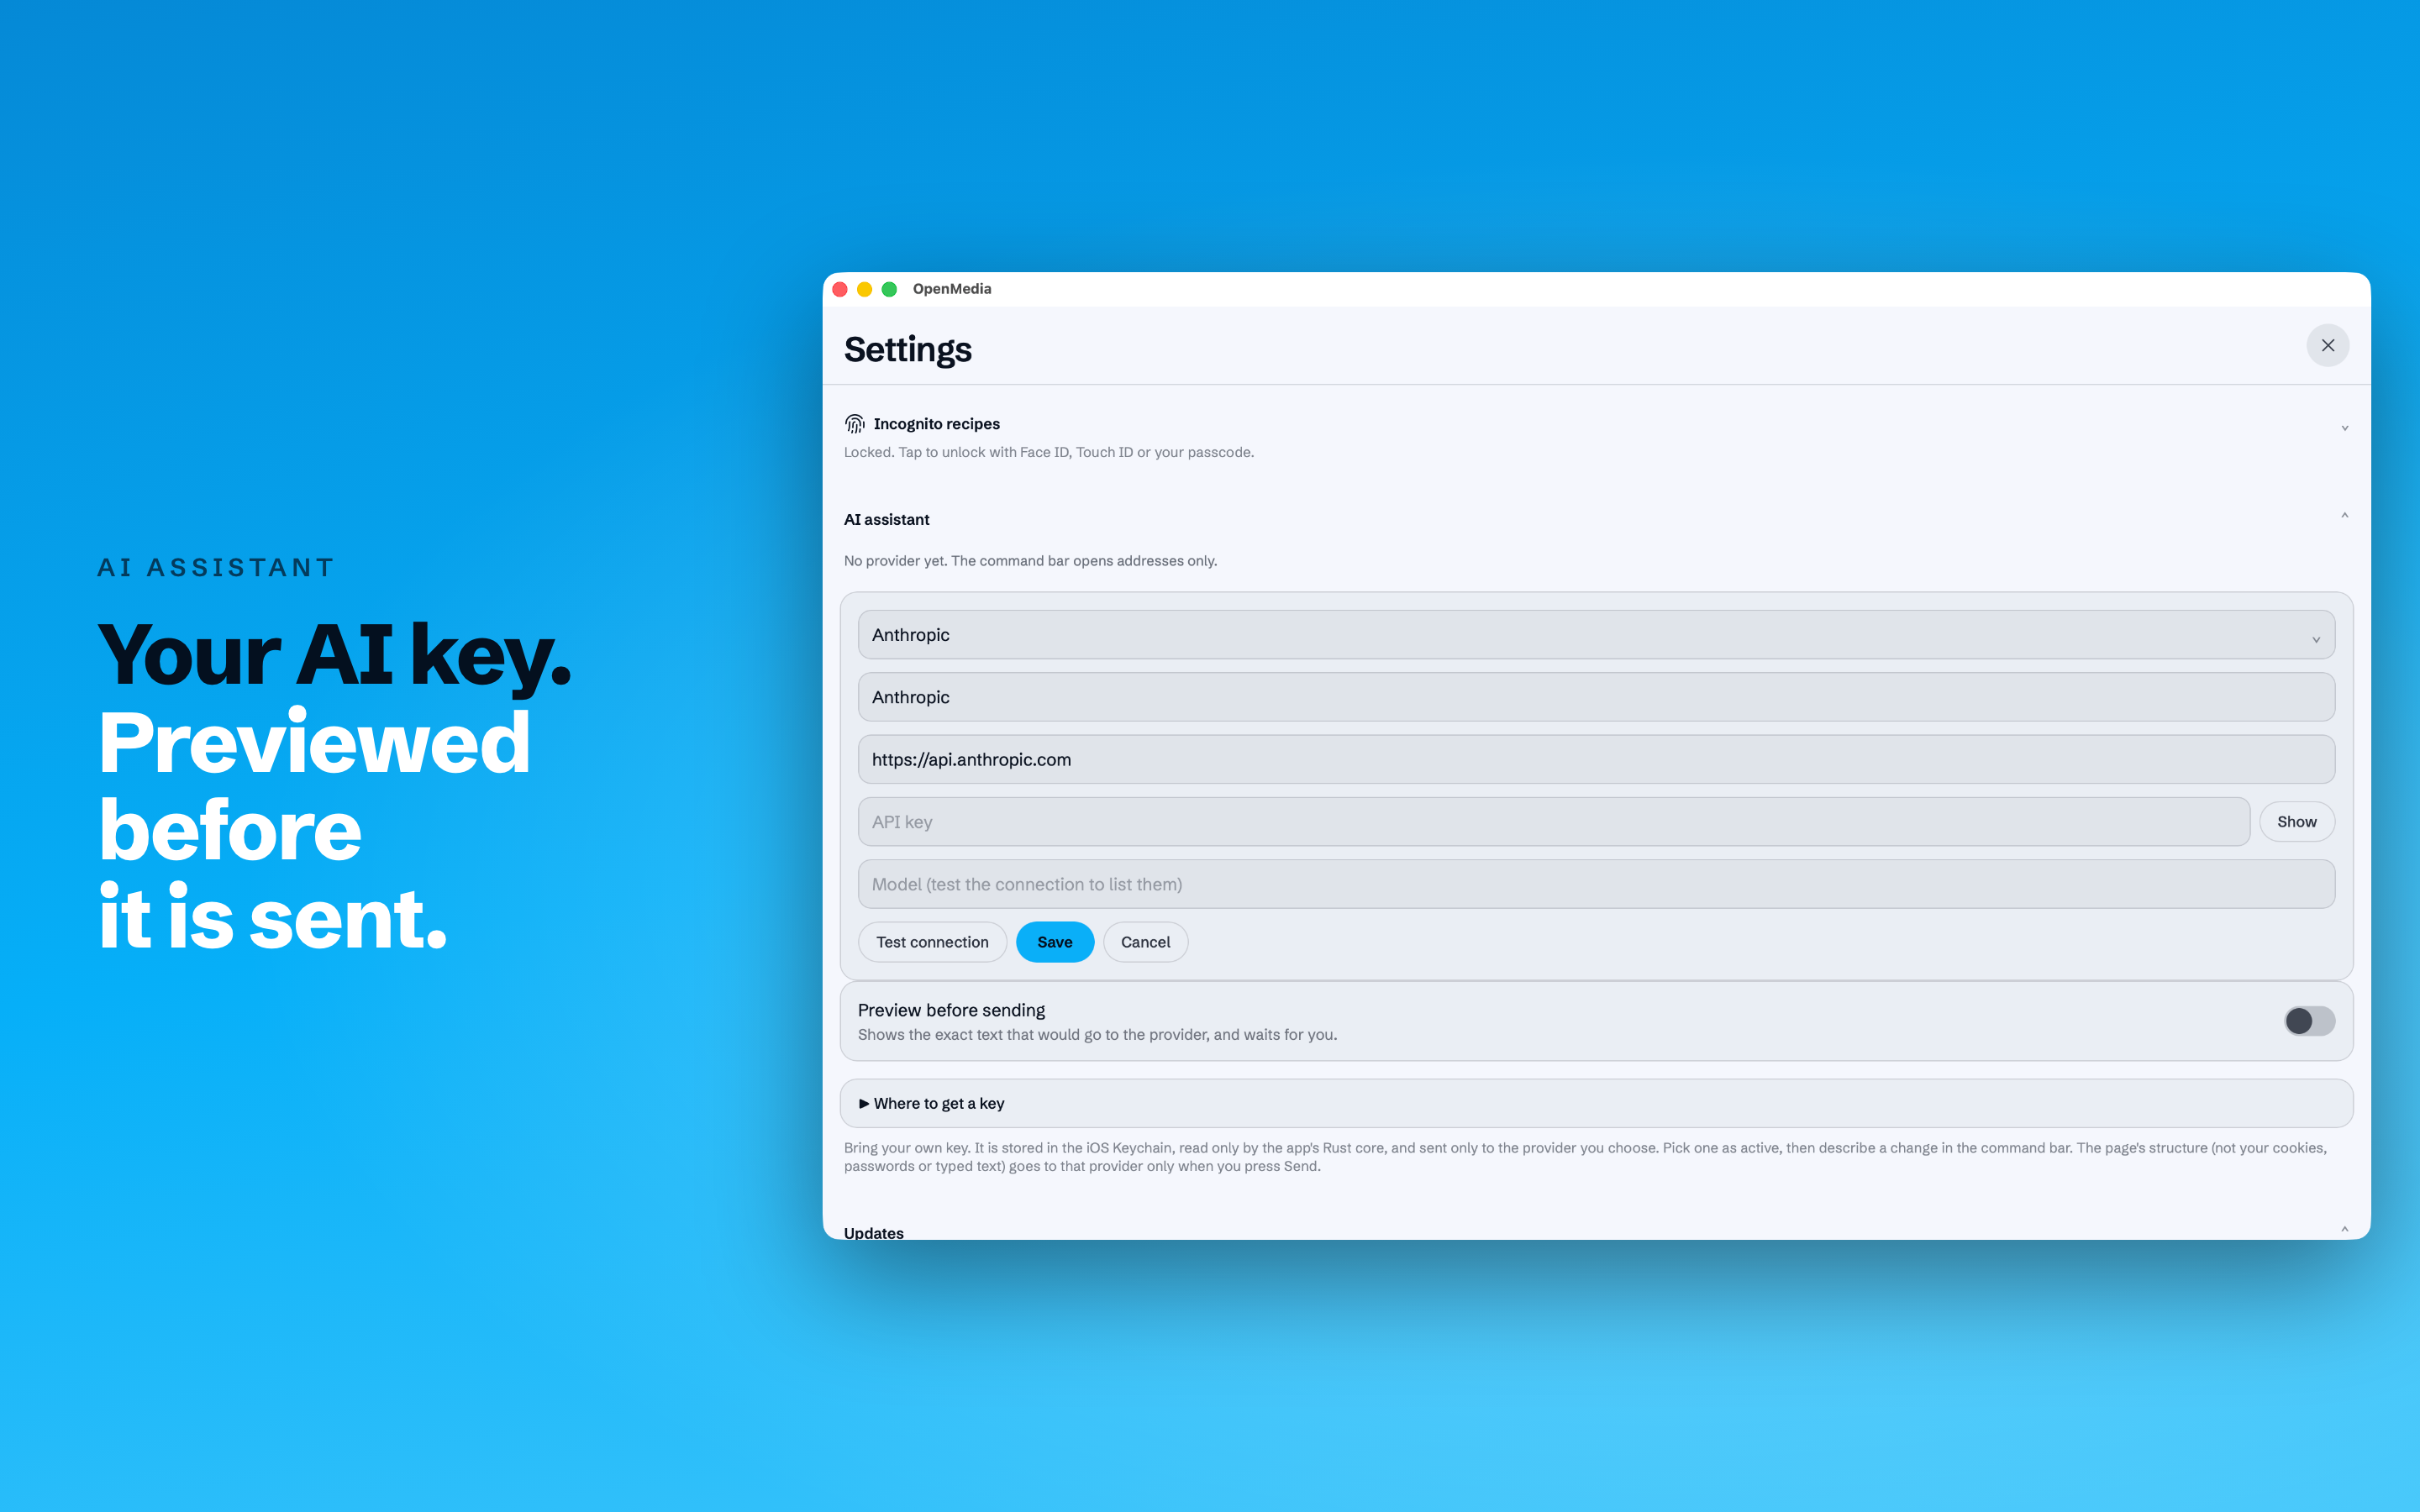 AI ASSISTANT
Your AI key.
Previewed
before
it is sent.
OpenMedia
Settings
Incognito recipes
Locked. Tap to unlock with Face ID, Touch ID or your passcode.
AI assistant
No provider yet. The command bar opens addresses only.
Anthropic
Anthropic
https://api.anthropic.com
API key
Show
Model (test the connection to list them)
Test connection
Save
Cancel
Preview before sending
Shows the exact text that would go to the provider, and waits for you.
Where to get a key
Bring your own key. It is stored in the iOS Keychain, read only by the app's Rust core, and sent only to the provider you choose. Pick one as active, then describe a change in the command bar. The page's structure (not your cookies,
passwords or typed text) goes to that provider only when you press Send.
Updates